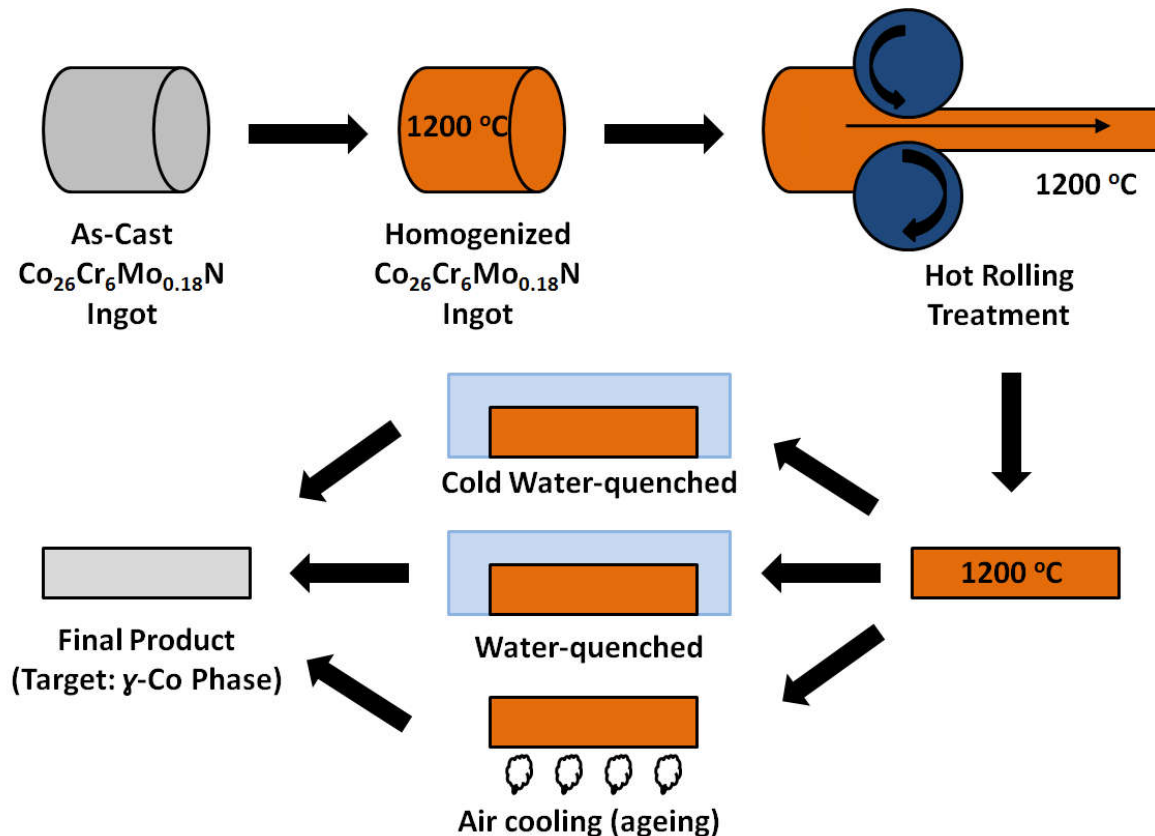 As-Cast
Co₂₆Cr₆Mo₀.₁₈N
Ingot
1200 °C
Homogenized
Co₂₆Cr₆Mo₀.₁₈N
Ingot
1200 °C
Hot Rolling
Treatment
1200 °C
Cold Water-quenched
Water-quenched
Air cooling (ageing)
Final Product
(Target: γ-Co Phase)